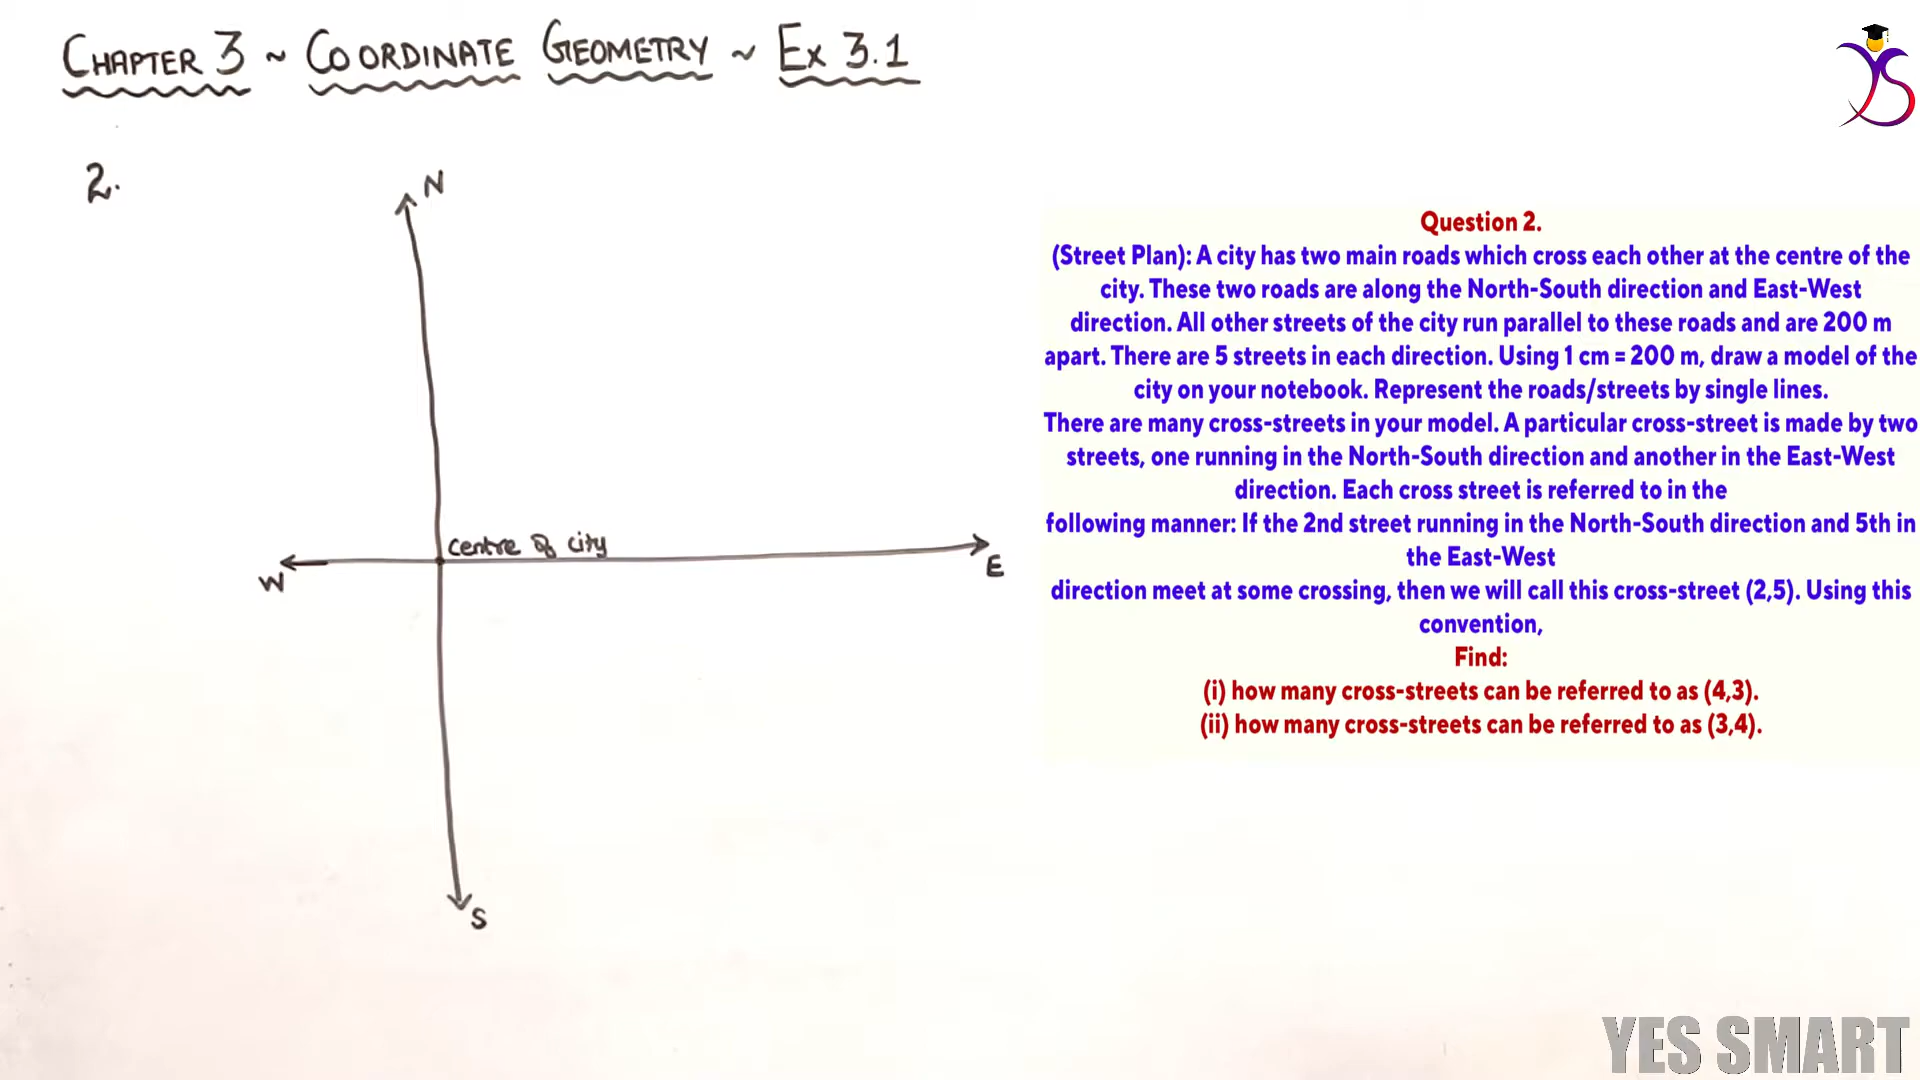 CHAPTER 3 ~ COORDINATE GEOMETRY ~ Ex 3.1
2.
N
Centre of city
W
E
S
Question 2.
(Street Plan): A city has two main roads which cross each other at the centre of the
city. These two roads are along the North-South direction and East-West
direction. All other streets of the city run parallel to these roads and are 200 m
apart. There are 5 streets in each direction. Using 1 cm = 200 m, draw a model of the
city on your notebook. Represent the roads/streets by single lines.
There are many cross-streets in your model. A particular cross-street is made by two
streets, one running in the North-South direction and another in the East-West
direction. Each cross street is referred to in the
following manner: If the 2nd street running in the North-South direction and 5th in
the East-West
direction meet at some crossing, then we will call this cross-street (2,5). Using this
convention,
Find:
(i) how many cross-streets can be referred to as (4,3).
(ii) how many cross-streets can be referred to as (3,4).
YS
YES SMART